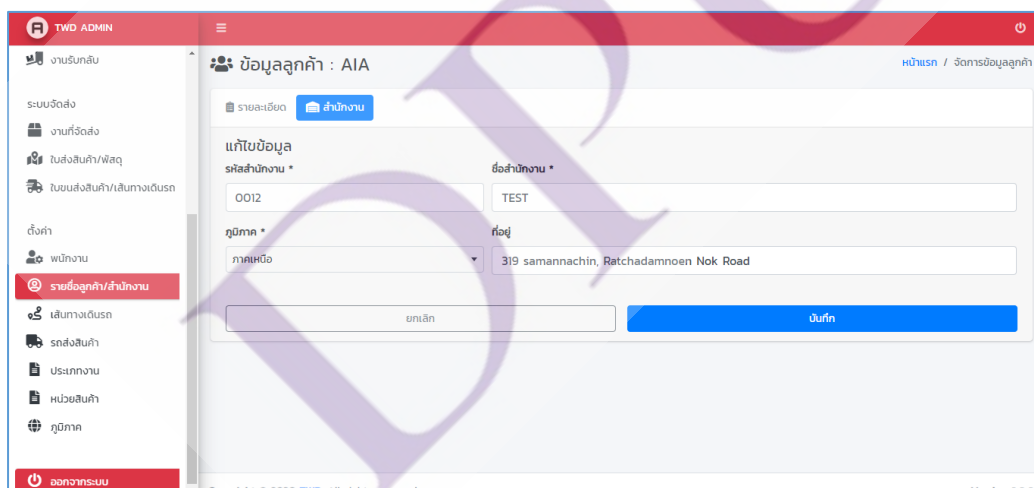 TWD ADMIN
งานรับกลับ
ระบบจัดส่ง
งานที่จัดส่ง
ใบส่งสินค้า/พัสดุ
ใบขนส่งสินค้า/เส้นทางเดินรถ
ตั้งค่า
พนักงาน
รายชื่อลูกค้า/สำนักงาน
เส้นทางเดินรถ
รถส่งสินค้า
ประเภทงาน
หน่วยสินค้า
ภูมิภาค
ออกจากระบบ
ข้อมูลลูกค้า : AIA
หน้าแรก / จัดการข้อมูลลูกค้า
รายละเอียด สำนักงาน
แก้ไขข้อมูล
รหัสสำนักงาน * ชื่อสำนักงาน *
0012 TEST
ภูมิภาค * ที่อยู่
ภาคเหนือ 319 samannachin, Ratchadamnoen Nok Road
ยกเลิก บันทึก